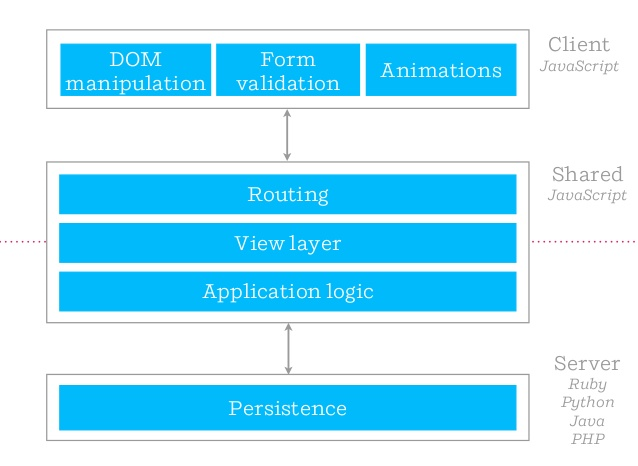 DOM
manipulation
Form
validation
Animations
Client
JavaScript
Routing
View layer
Application logic
Shared
JavaScript
Persistence
Server
Ruby
Python
Java
PHP